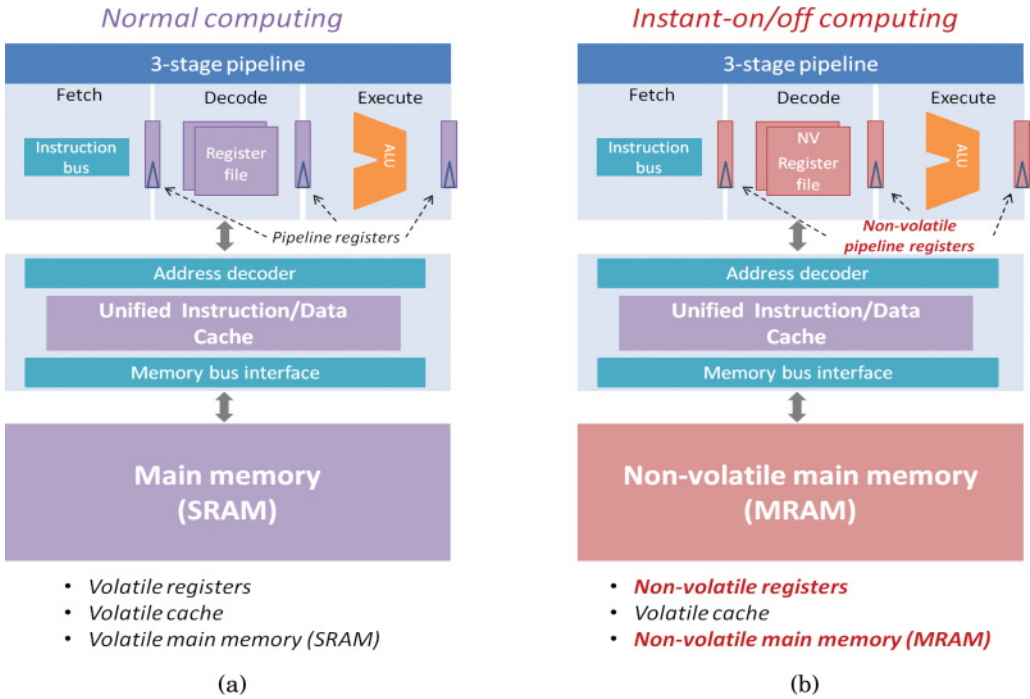 Normal computing
3-stage pipeline
Fetch
Decode
Execute
Instruction
bus
Register
file
ALU
Pipeline registers
Address decoder
Unified Instruction/Data
Cache
Memory bus interface
Main memory
(SRAM)
• Volatile registers
• Volatile cache
• Volatile main memory (SRAM)
(a)
Instant-on/off computing
3-stage pipeline
Fetch
Decode
Execute
Instruction
bus
NV
Register
file
ALU
Non-volatile
pipeline registers
Address decoder
Unified Instruction/Data
Cache
Memory bus interface
Non-volatile main memory
(MRAM)
• Non-volatile registers
• Volatile cache
• Non-volatile main memory (MRAM)
(b)